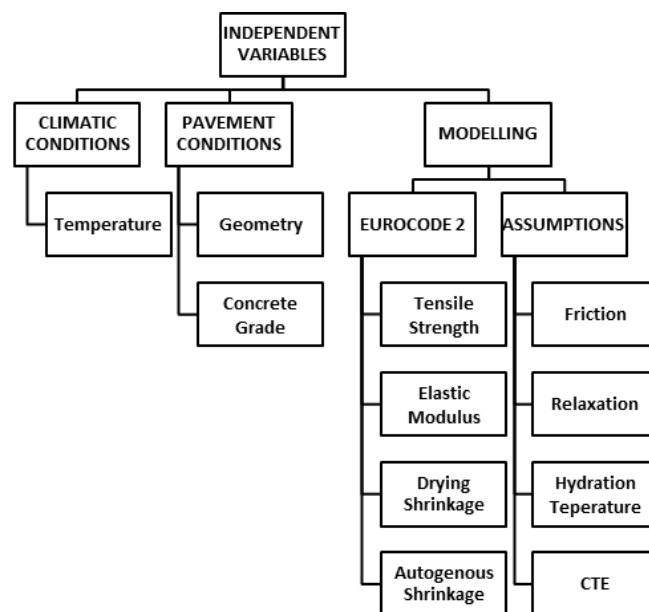 INDEPENDENT
VARIABLES
CLIMATIC
CONDITIONS
PAVEMENT
CONDITIONS
MODELLING
Temperature
Geometry
EUROCODE 2
ASSUMPTIONS
Concrete
Grade
Tensile
Strength
Friction
Elastic
Modulus
Relaxation
Drying
Shrinkage
Hydration
Teperature
Autogenous
Shrinkage
CTE